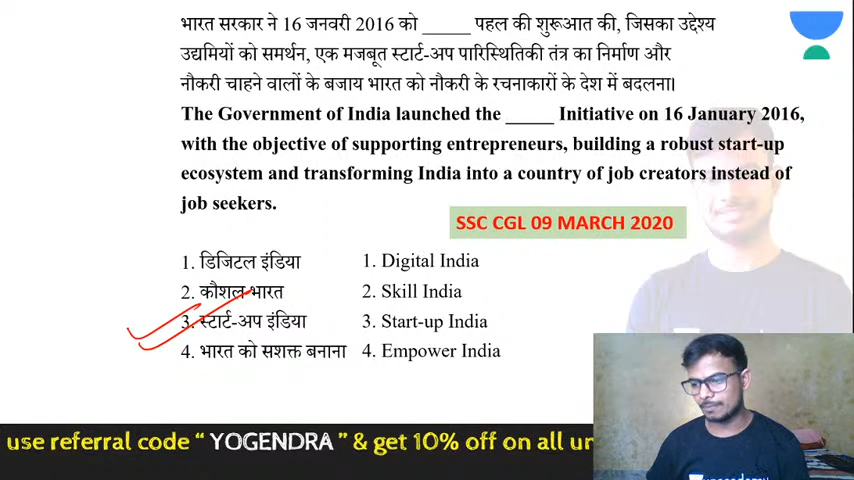 भारत सरकार ने 16 जनवरी 2016 को _____ पहल की शुरूआत की, जिसका उद्देश्य
उद्यमियों को समर्थन, एक मजबूत स्टार्ट-अप पारिस्थितिकी तंत्र का निर्माण और
नौकरी चाहने वालों के बजाय भारत को नौकरी के रचनाकारों के देश में बदलना।
The Government of India launched the _____ Initiative on 16 January 2016,
with the objective of supporting entrepreneurs, building a robust start-up
ecosystem and transforming India into a country of job creators instead of
job seekers.
SSC CGL 09 MARCH 2020
1. डिजिटल इंडिया
2. कौशल भारत
3. स्टार्ट-अप इंडिया
4. भारत को सशक्त बनाना
1. Digital India
2. Skill India
3. Start-up India
4. Empower India
use referral code “ YOGENDRA ” & get 10% off on all